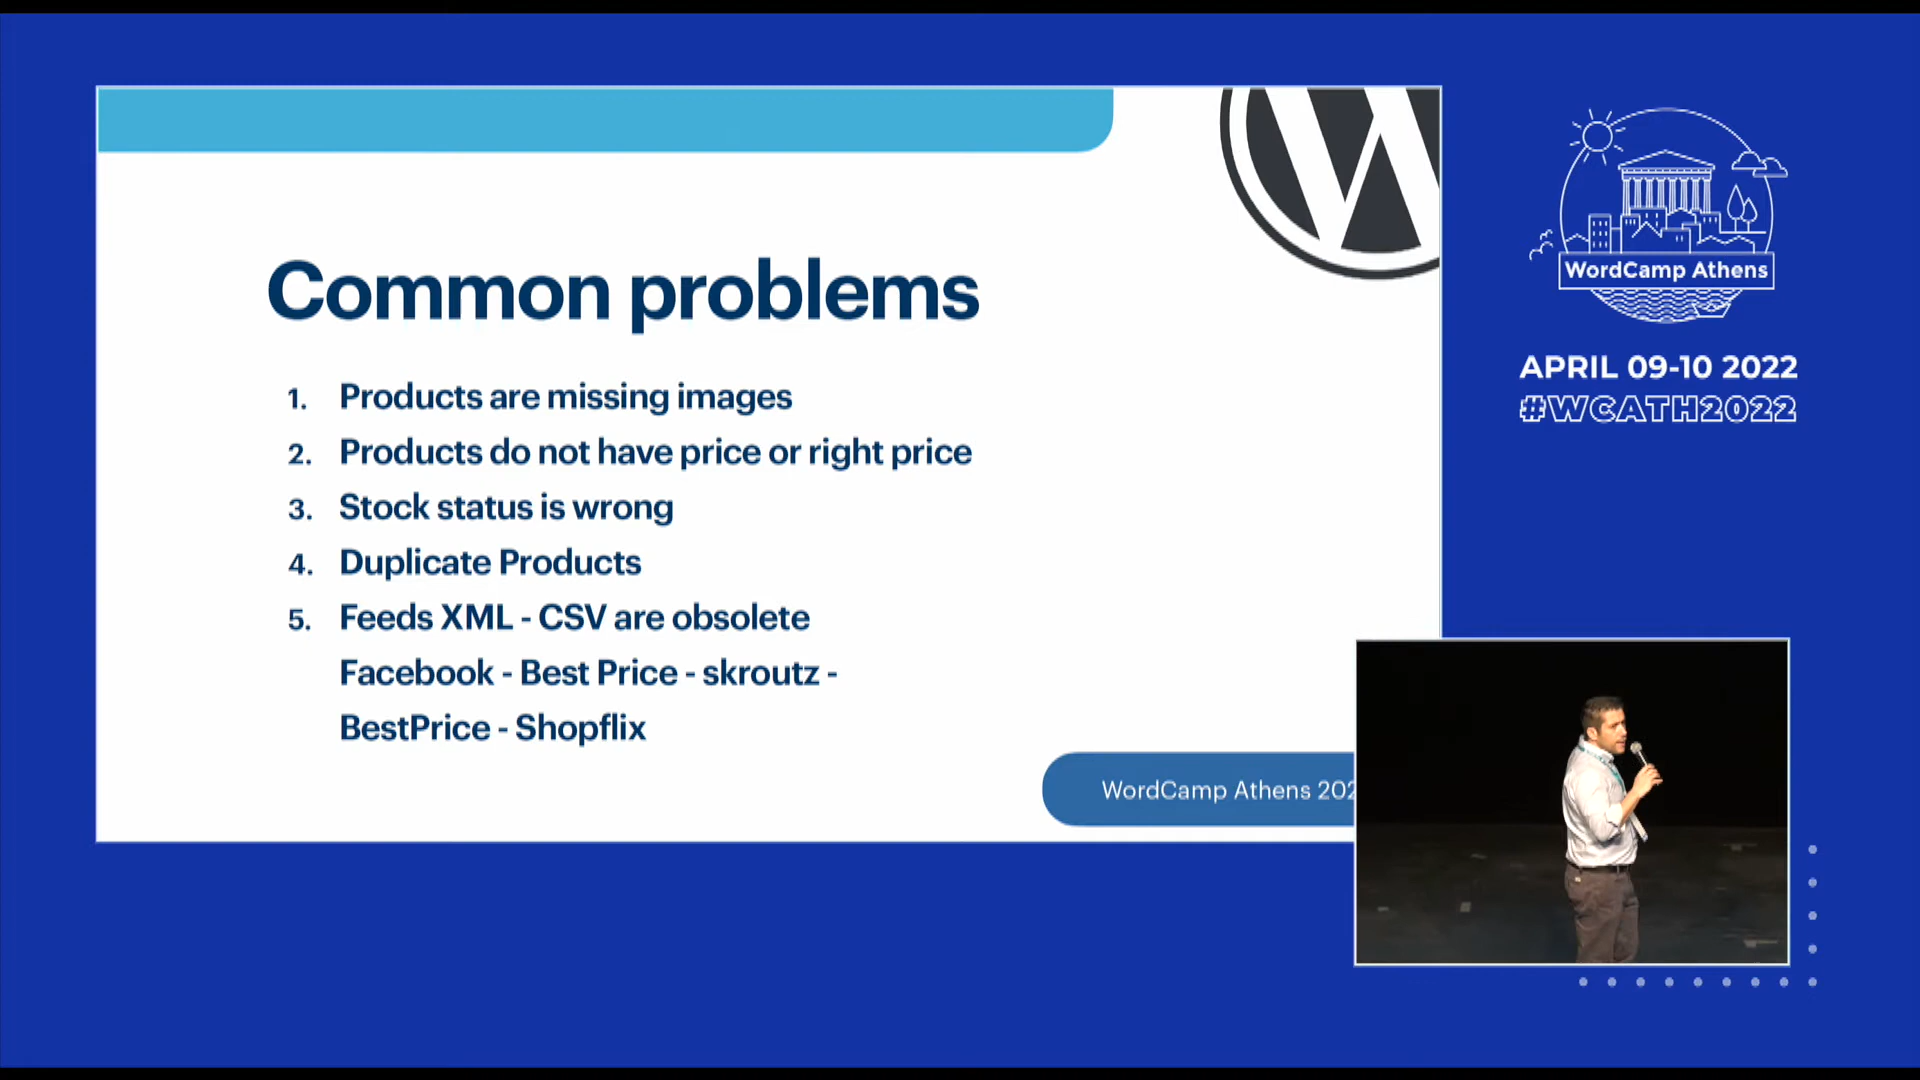 Common problems
1. Products are missing images
2. Products do not have price or right price
3. Stock status is wrong
4. Duplicate Products
5. Feeds XML - CSV are obsolete
Facebook - Best Price - skroutz -
BestPrice - Shopflix
WordCamp Athens 202
WordCamp Athens
APRIL 09-10 2022
#WCATH2022